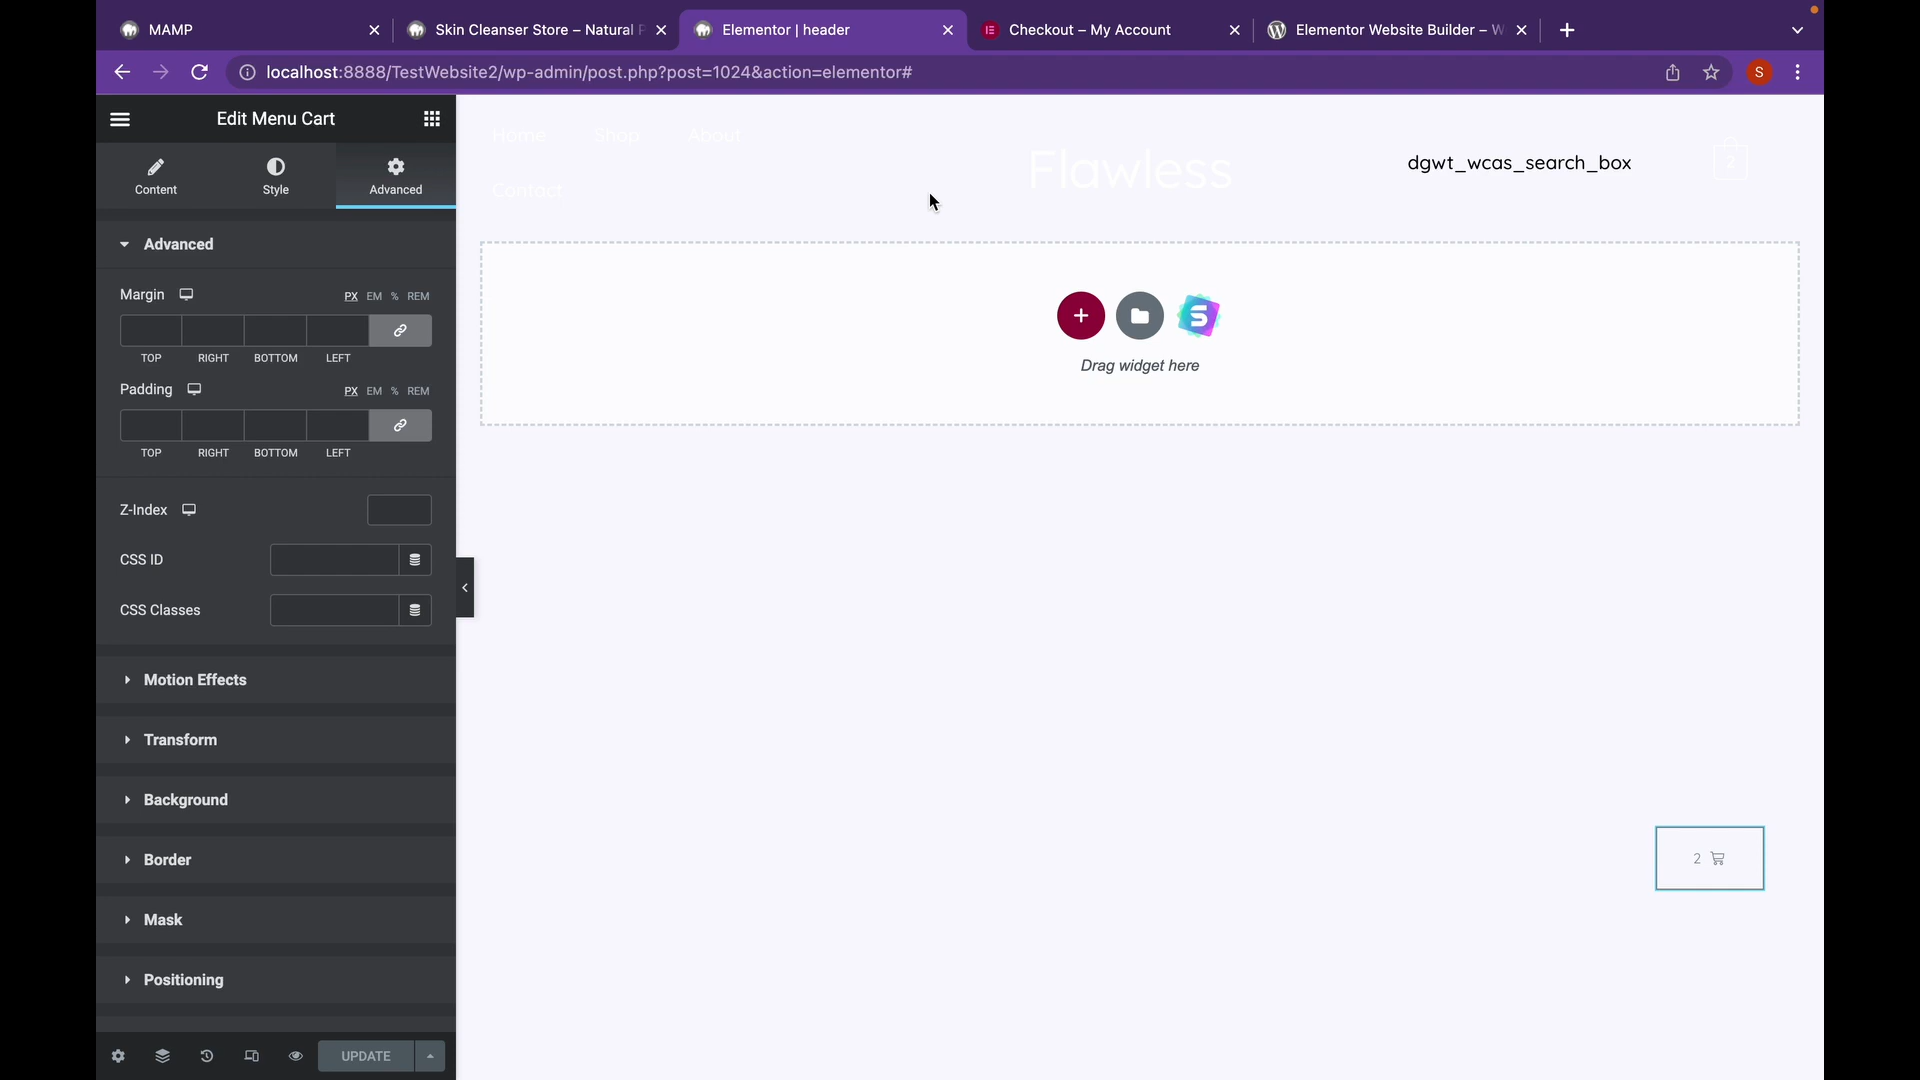 MAMP
Skin Cleanser Store – Natural
Elementor | header
Checkout – My Account
Elementor Website Builder – W
localhost:8888/TestWebsite2/wp-admin/post.php?post=1024&action=elementor#
S
Edit Menu Cart
Content
Style
Advanced
Advanced
Margin
PX EM % REM
TOP RIGHT BOTTOM LEFT
Padding
PX EM % REM
TOP RIGHT BOTTOM LEFT
Z-Index
CSS ID
CSS Classes
Motion Effects
Transform
Background
Border
Mask
Positioning
UPDATE
Home Shop About
Contact
Flawless
dgwt_wcas_search_box
2
S
Drag widget here
2